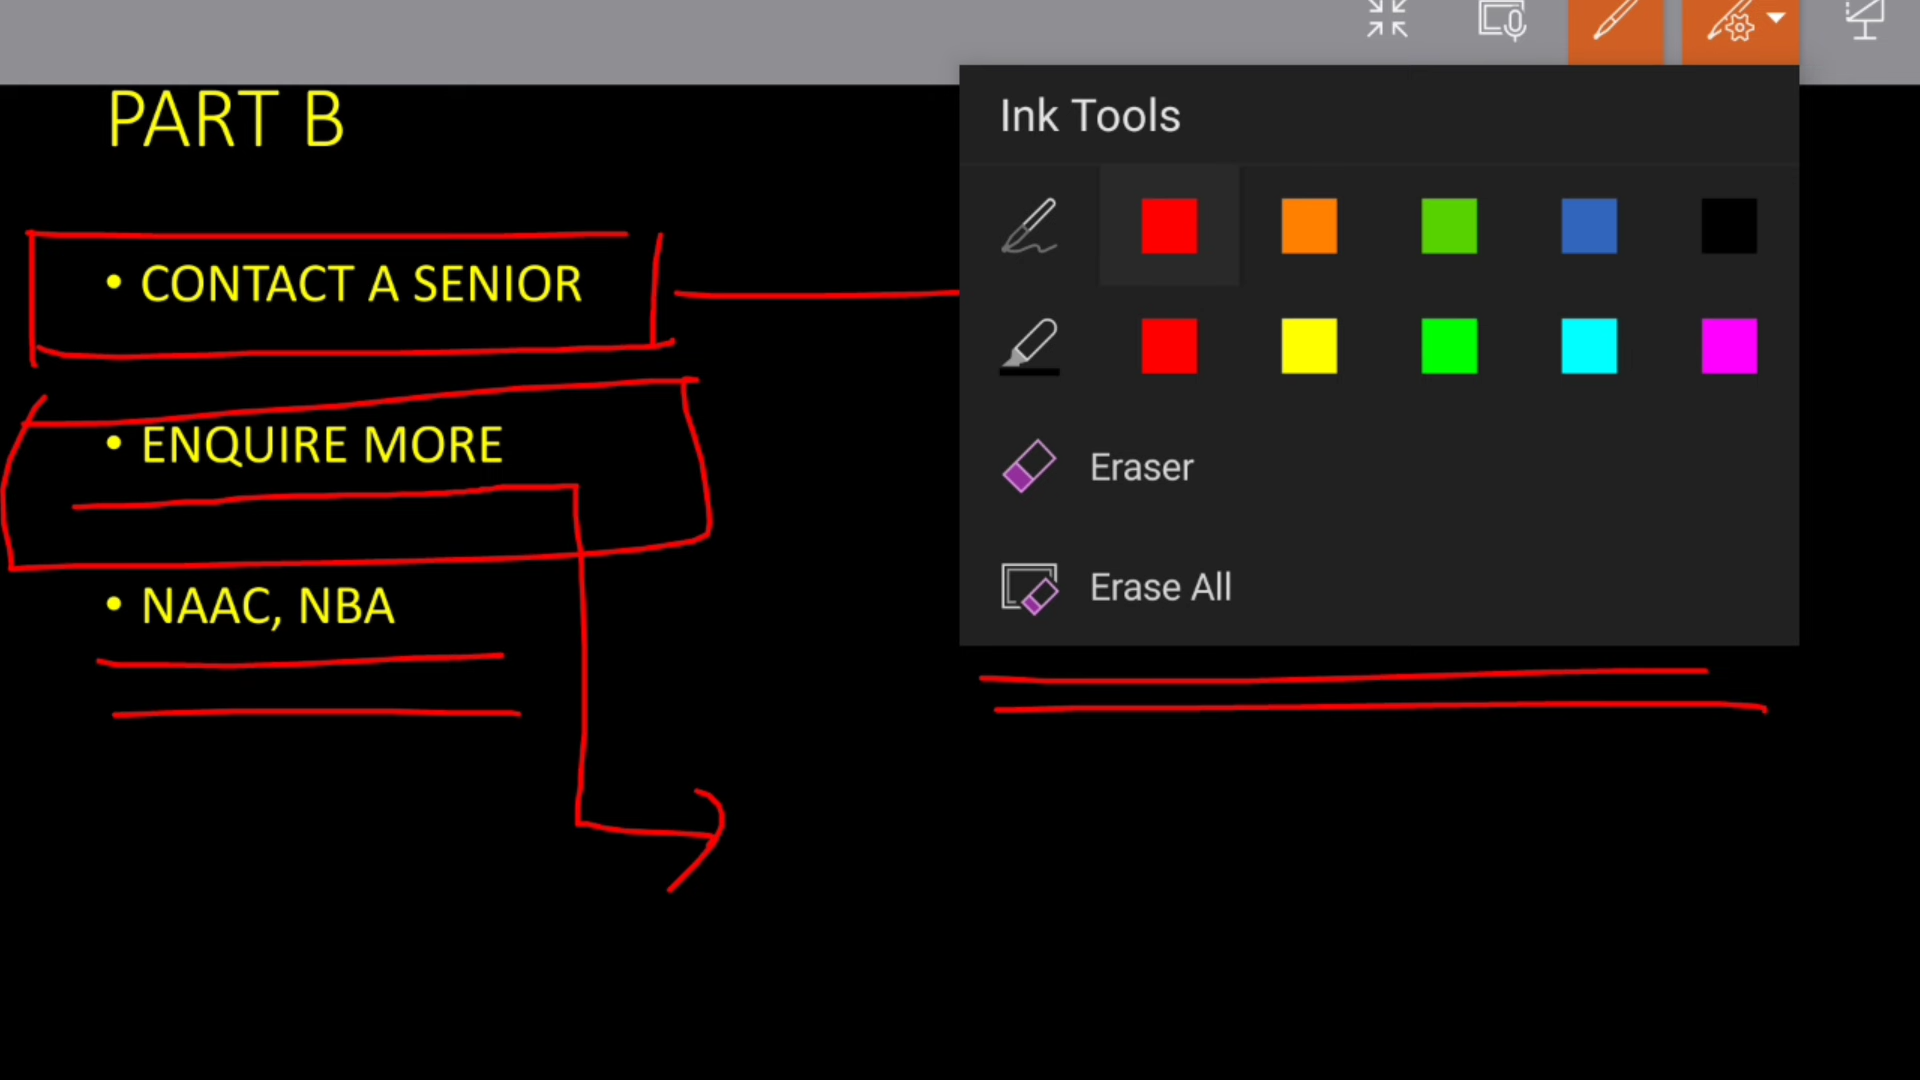 PART B
• CONTACT A SENIOR
• ENQUIRE MORE
• NAAC, NBA
Ink Tools
Eraser
Erase All